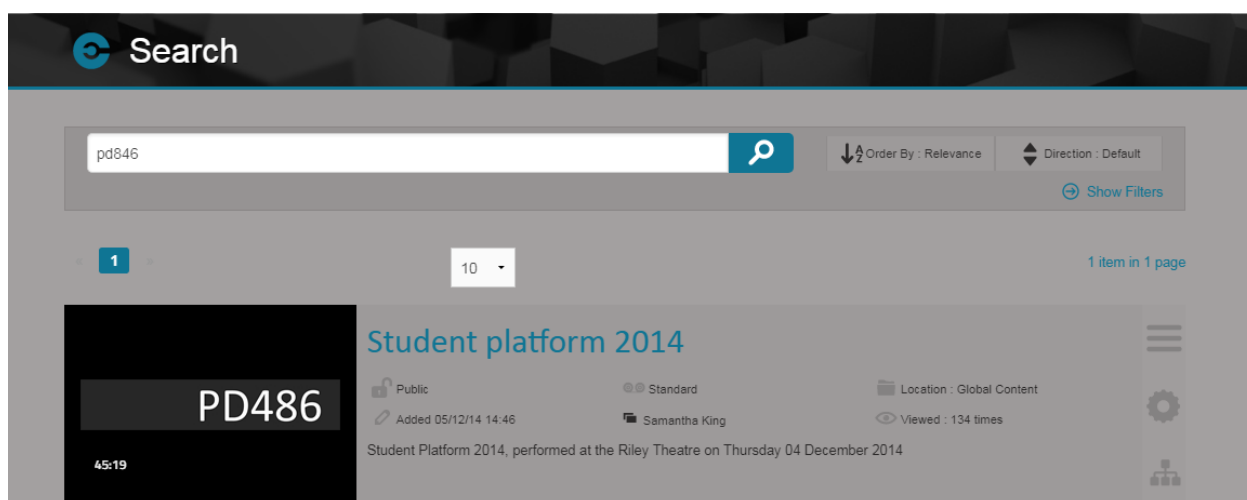 Search
pd846
Order By : Relevance
Direction : Default
Show Filters
« 1 »
10
1 item in 1 page
Student platform 2014
PD486
45:19
Public
Standard
Location : Global Content
Added 05/12/14 14:46
Samantha King
Viewed : 134 times
Student Platform 2014, performed at the Riley Theatre on Thursday 04 December 2014